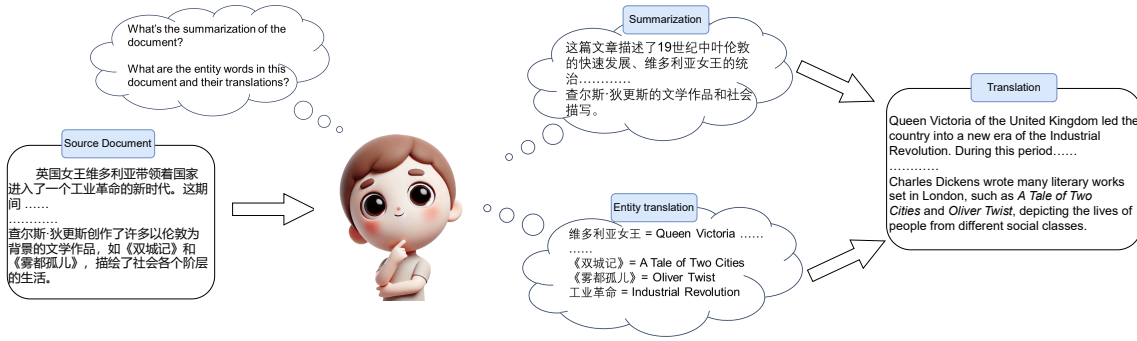 What's the summarization of the
document?
What are the entity words in this
document and their translations?
Source Document
英国女王维多利亚带领着国家
进入了一个工业革命的新时代。这期
间 ……
…………
查尔斯·狄更斯创作了许多以伦敦为
背景的文学作品，如《双城记》和
《雾都孤儿》，描绘了社会各个阶层
的生活。
Summarization
这篇文章描述了19世纪中叶伦敦
的快速发展、维多利亚女王的统
治…………
查尔斯·狄更斯的文学作品和社会
描写。
Entity translation
维多利亚女王 = Queen Victoria ……
……
《双城记》= A Tale of Two Cities
《雾都孤儿》= Oliver Twist
工业革命 = Industrial Revolution
Translation
Queen Victoria of the United Kingdom led the
country into a new era of the Industrial
Revolution. During this period……
…………
Charles Dickens wrote many literary works
set in London, such as A Tale of Two
Cities and Oliver Twist, depicting the lives of
people from different social classes.